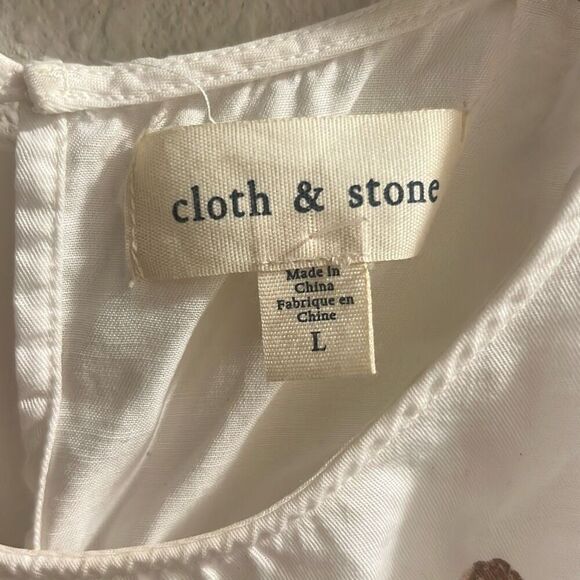 cloth & stone
Made in
China
Fabrique en
Chine
L